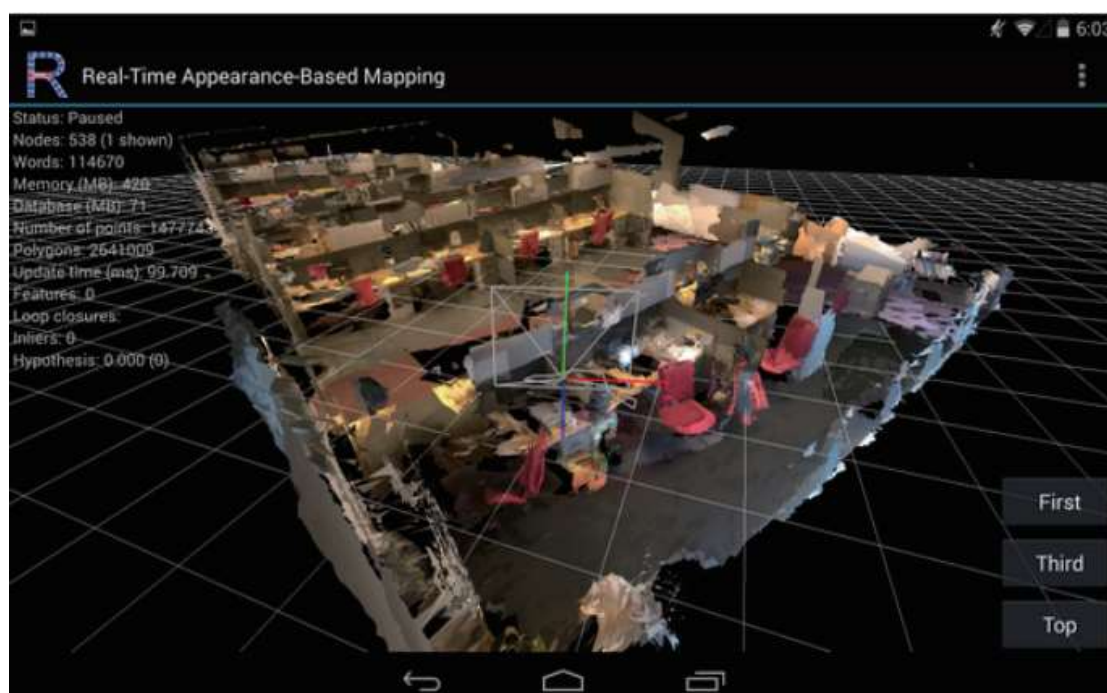 6:03
R
Real-Time Appearance-Based Mapping
Status: Paused
Nodes: 538 (1 shown)
Words: 114670
Memory (MB): 420
Database (MB): 71
Number of points: 1477743
Polygons: 2641009
Update time (ms): 99.709
Features: 0
Loop closures:
Inliers: 0
Hypothesis: 0.000 (0)
First
Third
Top